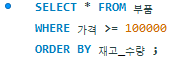 SELECT * FROM 부품
WHERE 가격 >= 100000
ORDER BY 재고_수량 ;